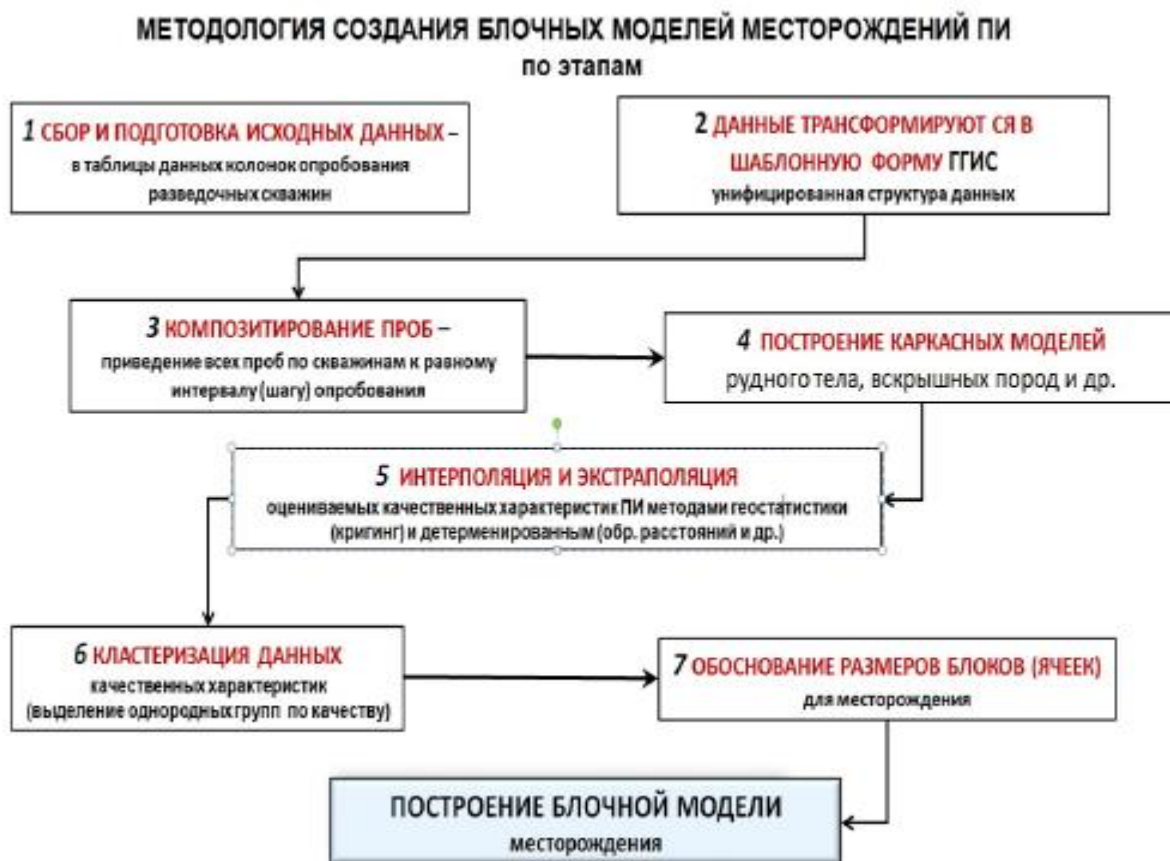 МЕТОДОЛОГИЯ СОЗДАНИЯ БЛОЧНЫХ МОДЕЛЕЙ МЕСТОРОЖДЕНИЙ ПИ
по этапам
1 СБОР И ПОДГОТОВКА ИСХОДНЫХ ДАННЫХ –
в таблицы данных колонок опробования
разведочных скважин
2 ДАННЫЕ ТРАНСФОРМИРУЮТ СЯ В
ШАБЛОННУЮ ФОРМУ ГГИС
унифицированная структура данных
3 КОМПОЗИТИРОВАНИЕ ПРОБ –
приведение всех проб по скважинам к равному
интервалу (шагу) опробования
4 ПОСТРОЕНИЕ КАРКАСНЫХ МОДЕЛЕЙ
рудного тела, вскрышных пород и др.
5 ИНТЕРПОЛЯЦИЯ И ЭКСТРАПОЛЯЦИЯ
оцениваемых качественных характеристик ПИ методами геостатистики
(кригинг) и детерменированным (обр. расстояний и др.)
6 КЛАСТЕРИЗАЦИЯ ДАННЫХ
качественных характеристик
(выделение однородных групп по качеству)
7 ОБОСНОВАНИЕ РАЗМЕРОВ БЛОКОВ (ЯЧЕЕК)
для месторождения
ПОСТРОЕНИЕ БЛОЧНОЙ МОДЕЛИ
месторождения